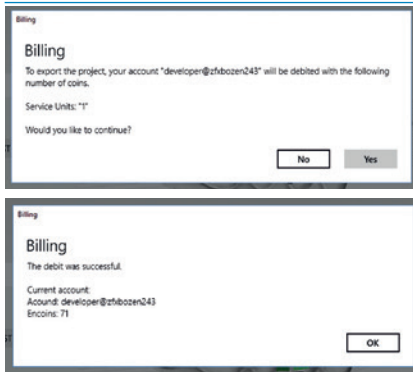 Billing
Billing
To export the project, your account "developer@zfxbozen243" will be debited with the following
number of coins.
Service Units: "1"
Would you like to continue?
No
Yes
Billing
Billing
The debit was successful.
Current account:
Acound: developer@zfxbozen243
Encoins: 71
OK